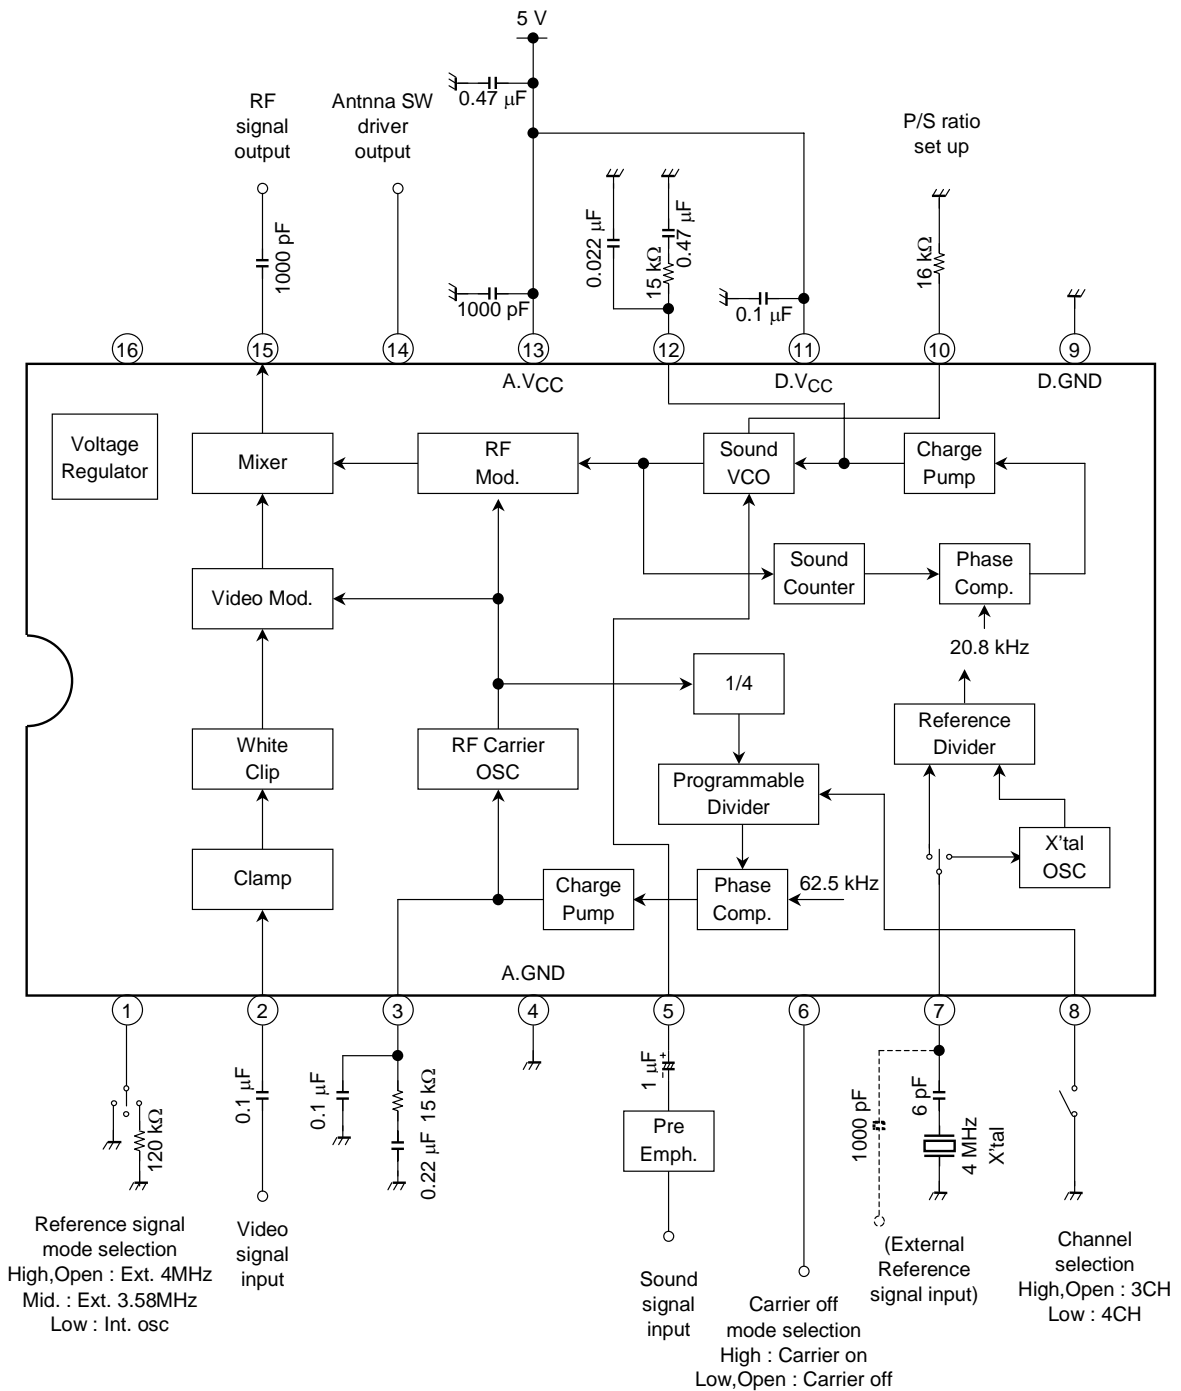 5 V
0.47 μF
RF
signal
output
Antnna SW
driver
output
P/S ratio
set up
1000 pF
0.022 μF
15 kΩ
0.47 μF
16 kΩ
1000 pF
0.1 μF
16
15
14
13
12
11
10
9
A.VCC
D.VCC
D.GND
Voltage
Regulator
Mixer
RF
Mod.
Sound
VCO
Charge
Pump
Sound
Counter
Phase
Comp.
Video Mod.
20.8 kHz
1/4
Reference
Divider
White
Clip
RF Carrier
OSC
Programmable
Divider
X'tal
OSC
Clamp
Charge
Pump
Phase
Comp.
62.5 kHz
A.GND
1
2
3
4
5
6
7
8
120 kΩ
0.1 μF
0.1 μF
0.22 μF 15 kΩ
1 μF
+
−
Pre
Emph.
1000 pF
6 pF
4 MHz
X'tal
Reference signal
mode selection
High,Open : Ext. 4MHz
Mid. : Ext. 3.58MHz
Low : Int. osc
Video
signal
input
Sound
signal
input
Carrier off
mode selection
High : Carrier on
Low,Open : Carrier off
(External
Reference
signal input)
Channel
selection
High,Open : 3CH
Low : 4CH